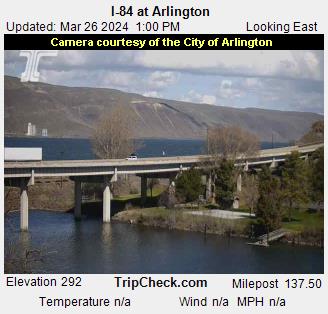 I-84 at Arlington
Updated: Mar 26 2024 1:00 PM Looking East
Camera courtesy of the City of Arlington
Elevation 292 TripCheck.com Milepost 137.50
Temperature n/a Wind n/a MPH n/a